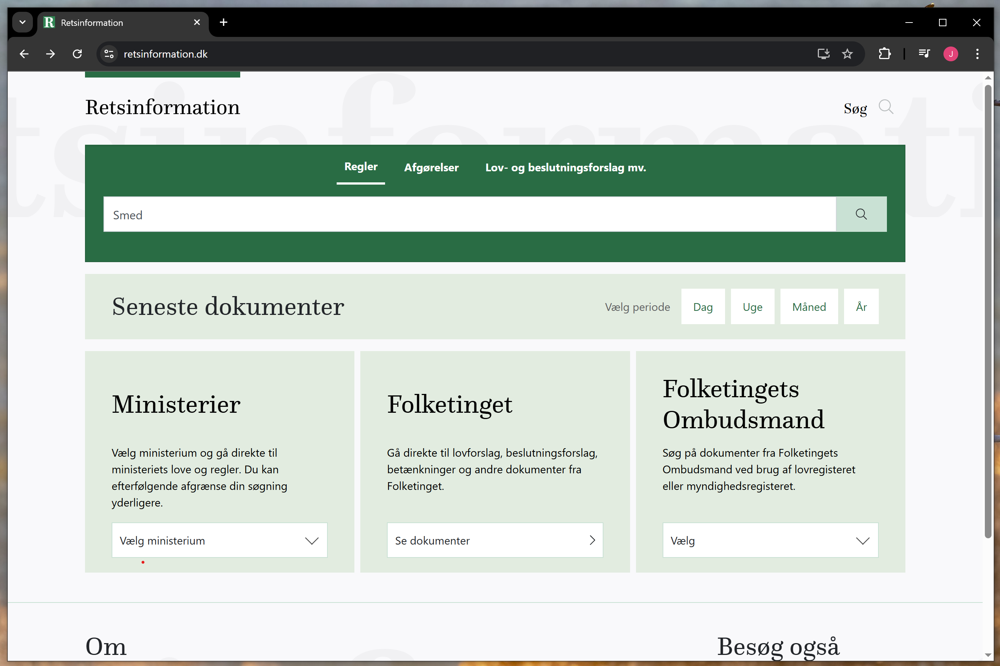 Retsinformation
retsinformation.dk
J
Retsinformation
Søg
Regler
Afgørelser
Lov- og beslutningsforslag mv.
Smed
Seneste dokumenter
Vælg periode
Dag
Uge
Måned
År
Ministerier
Vælg ministerium og gå direkte til
ministeriets love og regler. Du kan
efterfølgende afgrænse din søgning
yderligere.
Vælg ministerium
Folketinget
Gå direkte til lovforslag, beslutningsforslag,
betænkninger og andre dokumenter fra
Folketinget.
Se dokumenter
Folketingets
Ombudsmand
Søg på dokumenter fra Folketingets
Ombudsmand ved brug af lovregisteret
eller myndighedsregisteret.
Vælg
Om
Besøg også